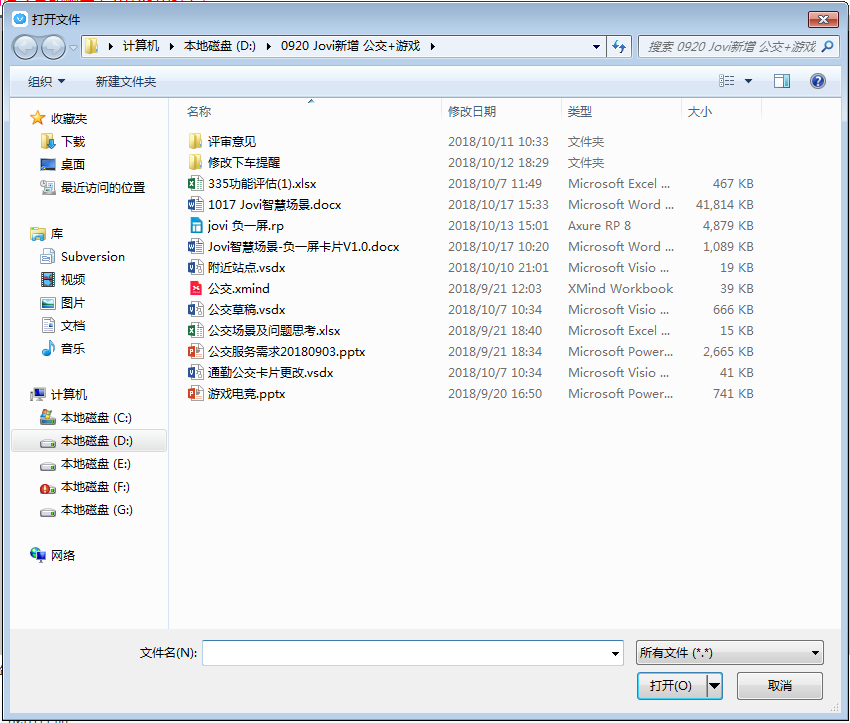 打开文件
计算机 本地磁盘 (D:) 0920 Jovi新增 公交+游戏
搜索 0920 Jovi新增 公交+游戏
组织 新建文件夹
收藏夹
下载
桌面
最近访问的位置
库
Subversion
视频
图片
文档
音乐
计算机
本地磁盘 (C:)
本地磁盘 (D:)
本地磁盘 (E:)
本地磁盘 (F:)
本地磁盘 (G:)
网络
名称 修改日期 类型 大小
评审意见 2018/10/11 10:33 文件夹
修改下车提醒 2018/10/12 18:29 文件夹
335功能评估(1).xlsx 2018/10/7 11:49 Microsoft Excel ... 467 KB
1017 Jovi智慧场景.docx 2018/10/17 15:33 Microsoft Word ... 41,814 KB
jovi 负一屏.rp 2018/10/13 15:01 Axure RP 8 4,879 KB
Jovi智慧场景-负一屏卡片V1.0.docx 2018/10/17 10:20 Microsoft Word ... 1,089 KB
附近站点.vsdx 2018/10/10 21:01 Microsoft Visio ... 19 KB
公交.xmind 2018/9/21 12:03 XMind Workbook 39 KB
公交草稿.vsdx 2018/10/7 10:34 Microsoft Visio ... 666 KB
公交场景及问题思考.xlsx 2018/9/21 18:40 Microsoft Excel ... 15 KB
公交服务需求20180903.pptx 2018/9/21 18:34 Microsoft Power... 2,665 KB
通勤公交卡片更改.vsdx 2018/10/7 10:34 Microsoft Visio ... 41 KB
游戏电竞.pptx 2018/9/20 16:50 Microsoft Power... 741 KB
文件名(N): 所有文件 (*.*)
打开(O) 取消